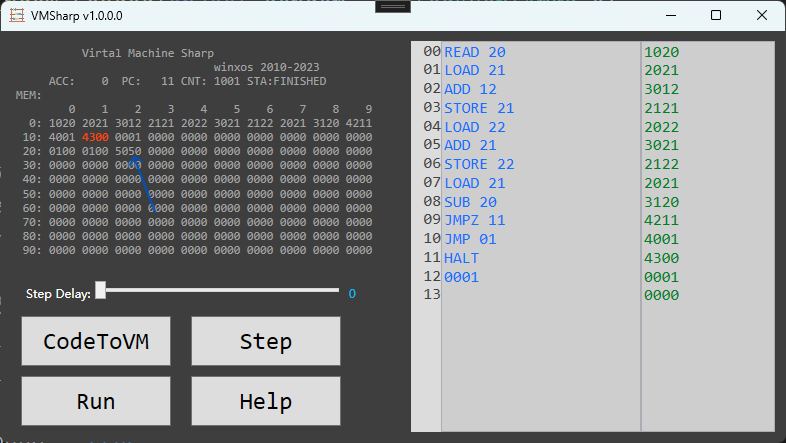 VMSharp v1.0.0.0
Virtal Machine Sharp
winxos 2010-2023
ACC: 0 PC: 11 CNT: 1001 STA:FINISHED
MEM:
0 1 2 3 4 5 6 7 8 9
0: 1020 2021 3012 2121 2022 3021 2122 2021 3120 4211
10: 4001 4300 0001 0000 0000 0000 0000 0000 0000 0000
20: 0100 0100 5050 0000 0000 0000 0000 0000 0000 0000
30: 0000 0000 0000 0000 0000 0000 0000 0000 0000 0000
40: 0000 0000 0000 0000 0000 0000 0000 0000 0000 0000
50: 0000 0000 0000 0000 0000 0000 0000 0000 0000 0000
60: 0000 0000 0000 0000 0000 0000 0000 0000 0000 0000
70: 0000 0000 0000 0000 0000 0000 0000 0000 0000 0000
80: 0000 0000 0000 0000 0000 0000 0000 0000 0000 0000
90: 0000 0000 0000 0000 0000 0000 0000 0000 0000 0000
Step Delay: 0
CodeToVM Step
Run Help
00 READ 20 1020
01 LOAD 21 2021
02 ADD 12 3012
03 STORE 21 2121
04 LOAD 22 2022
05 ADD 21 3021
06 STORE 22 2122
07 LOAD 21 2021
08 SUB 20 3120
09 JMPZ 11 4211
10 JMP 01 4001
11 HALT 4300
12 0001 0001
13 0000